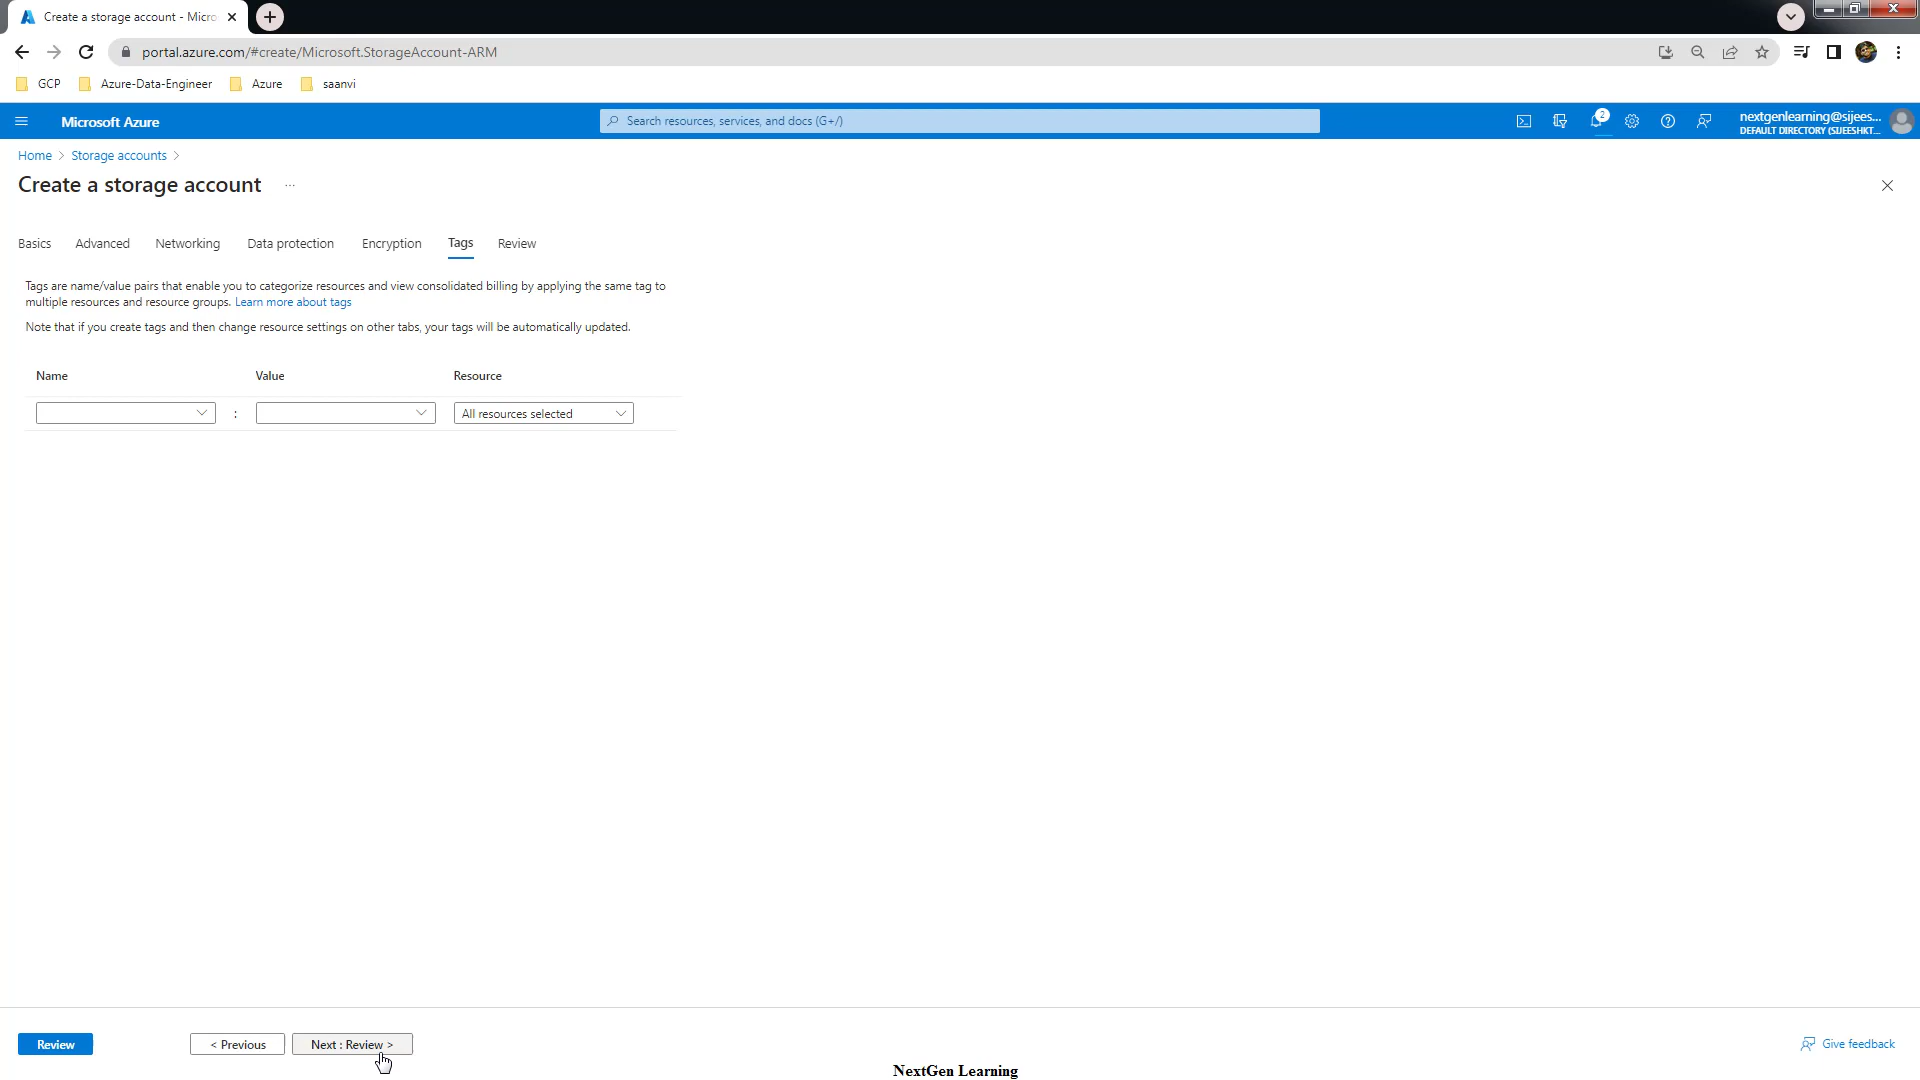 Create a storage account - Micro
portal.azure.com/#create/Microsoft.StorageAccount-ARM
GCP Azure-Data-Engineer Azure saanvi
Microsoft Azure
Search resources, services, and docs (G+/)
2
nextgenlearning@sijees...
DEFAULT DIRECTORY (SIJEESHKT....
Home > Storage accounts >
Create a storage account ...
Basics Advanced Networking Data protection Encryption Tags Review
Tags are name/value pairs that enable you to categorize resources and view consolidated billing by applying the same tag to
multiple resources and resource groups. Learn more about tags
Note that if you create tags and then change resource settings on other tabs, your tags will be automatically updated.
Name Value Resource
: All resources selected
Review < Previous Next : Review > Give feedback
NextGen Learning